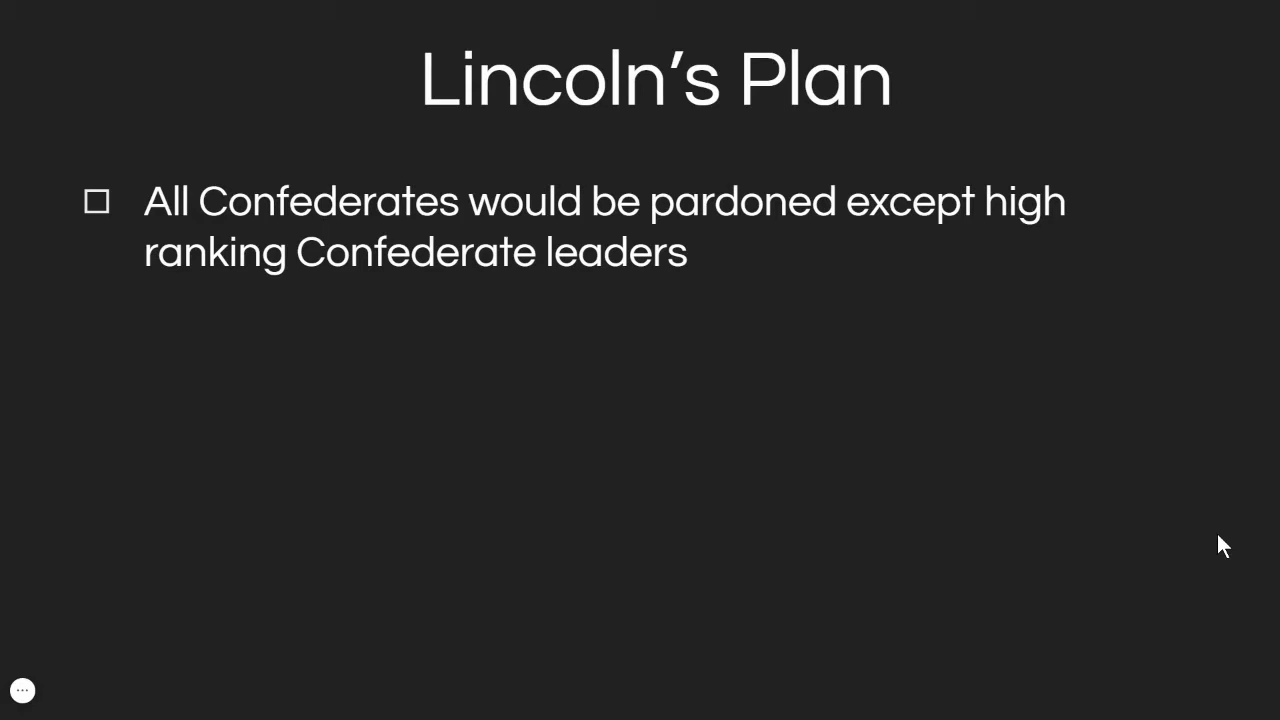 Lincoln’s Plan
All Confederates would be pardoned except high
ranking Confederate leaders